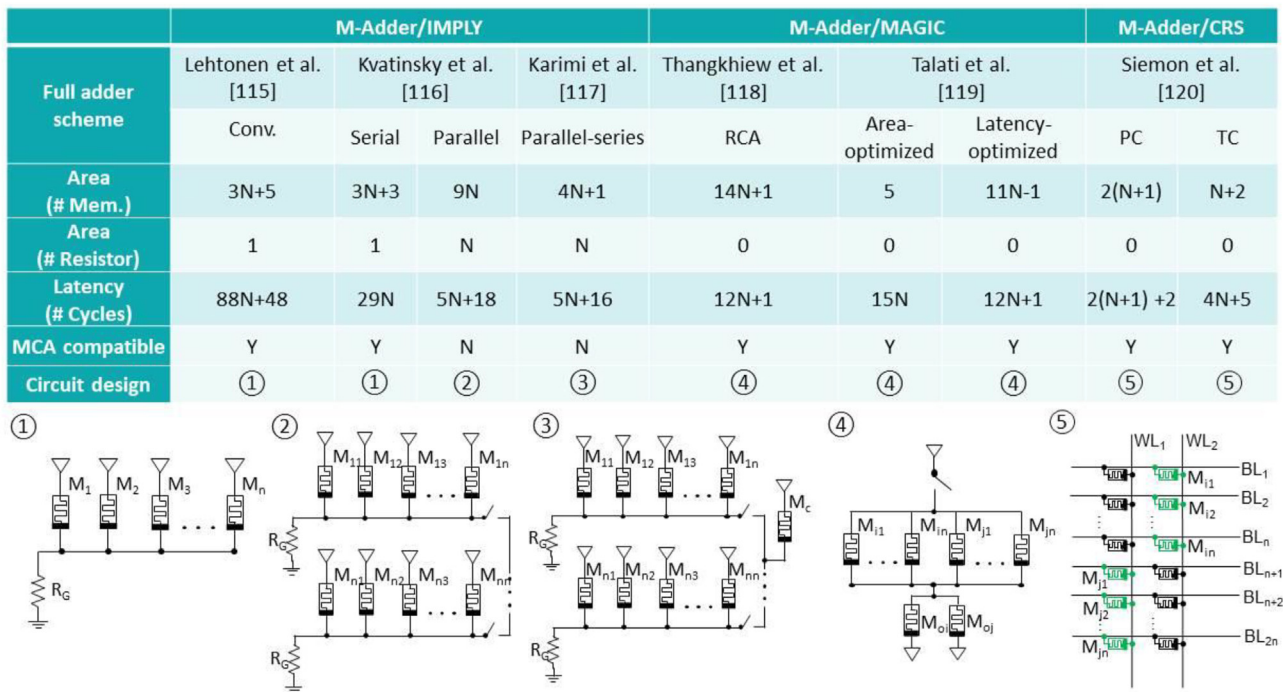 M-Adder/IMPLY M-Adder/MAGIC M-Adder/CRS
Full adder scheme
Lehtonen et al. [115] Kvatinsky et al. [116] Karimi et al. [117] Thangkhiew et al. [118] Talati et al. [119] Siemon et al. [120]
Conv. Serial Parallel Parallel-series RCA Area-optimized Latency-optimized PC TC
Area (# Mem.) 3N+5 3N+3 9N 4N+1 14N+1 5 11N-1 2(N+1) N+2
Area (# Resistor) 1 1 N N 0 0 0 0 0
Latency (# Cycles) 88N+48 29N 5N+18 5N+16 12N+1 15N 12N+1 2(N+1) +2 4N+5
MCA compatible Y Y N N Y Y Y Y Y
Circuit design ① ① ② ③ ④ ④ ④ ⑤ ⑤
①
M1 M2 M3 Mn
. . .
RG
②
M11 M12 M13 M1n
. . . .
RG
Mn1 Mn2 Mn3 Mnn
. . . .
RG
③
M11 M12 M13 M1n
. . . .
Mc
RG
Mn1 Mn2 Mn3 Mnn
. . . .
RG
④
Mi1 Min Mj1 Mjn
. . . . . . . .
Moi Moj
⑤
WL1 WL2
BL1
Mi1
BL2
Mi2
BLn
Min
BLn+1
Mj1
BLn+2
Mj2
BL2n
Mjn